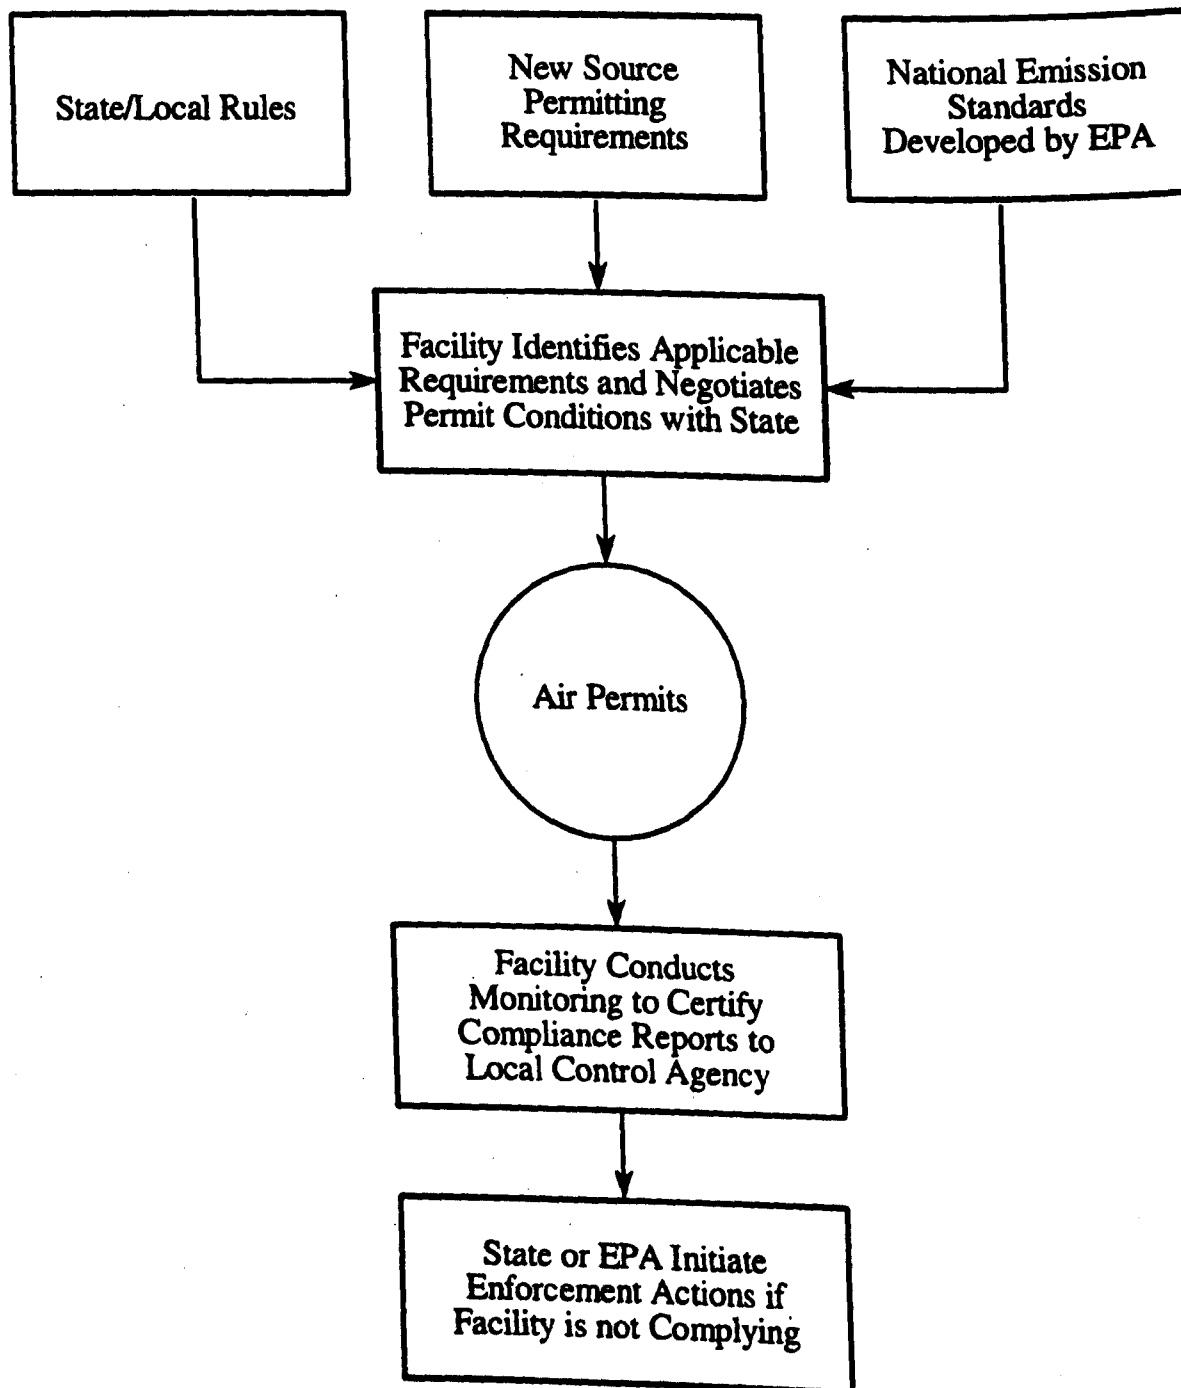 State/Local Rules
New Source
Permitting
Requirements
National Emission
Standards
Developed by EPA
Facility Identifies Applicable
Requirements and Negotiates
Permit Conditions with State
Air Permits
Facility Conducts
Monitoring to Certify
Compliance Reports to
Local Control Agency
State or EPA Initiate
Enforcement Actions if
Facility is not Complying